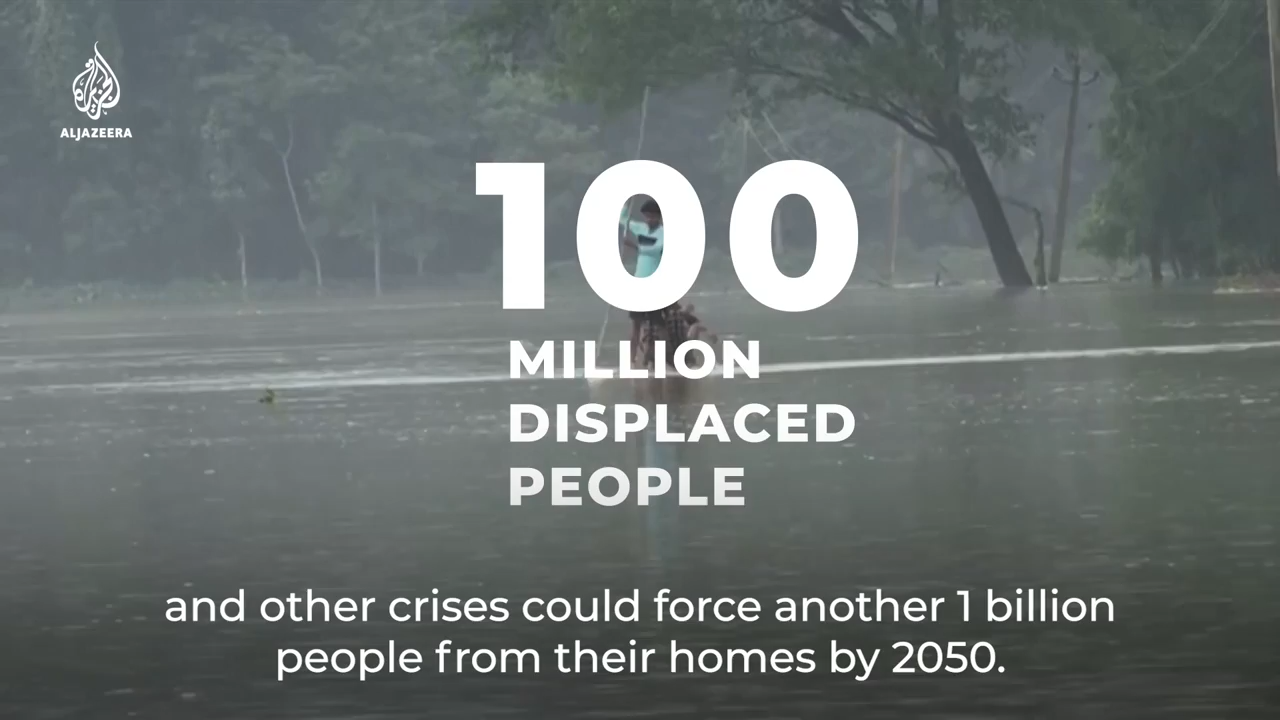 ALJAZEERA
100
MILLION
DISPLACED
PEOPLE
and other crises could force another 1 billion
people from their homes by 2050.